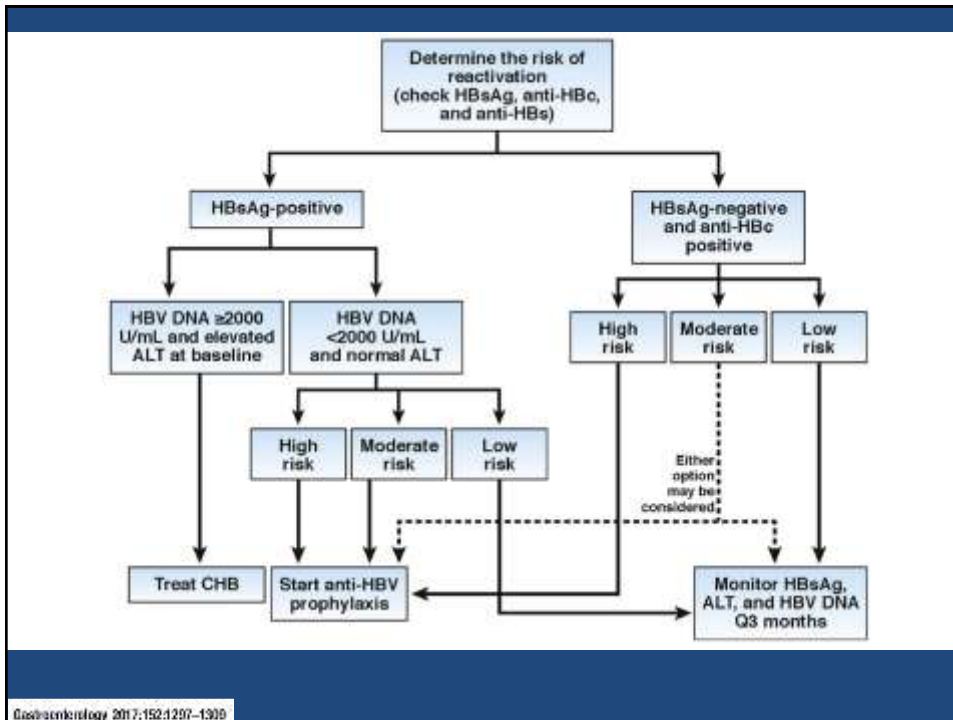 Determine the risk of
reactivation
(check HBsAg, anti-HBc,
and anti-HBs)
HBsAg-positive
HBsAg-negative
and anti-HBc
positive
HBV DNA ≥2000
U/mL and elevated
ALT at baseline
HBV DNA
<2000 U/mL
and normal ALT
High
risk
Moderate
risk
Low
risk
High
risk
Moderate
risk
Low
risk
Either
option
may be
considered
Treat CHB
Start anti-HBV
prophylaxis
Monitor HBsAg,
ALT, and HBV DNA
Q3 months
Gastroenterology 2017;152:1297–1309